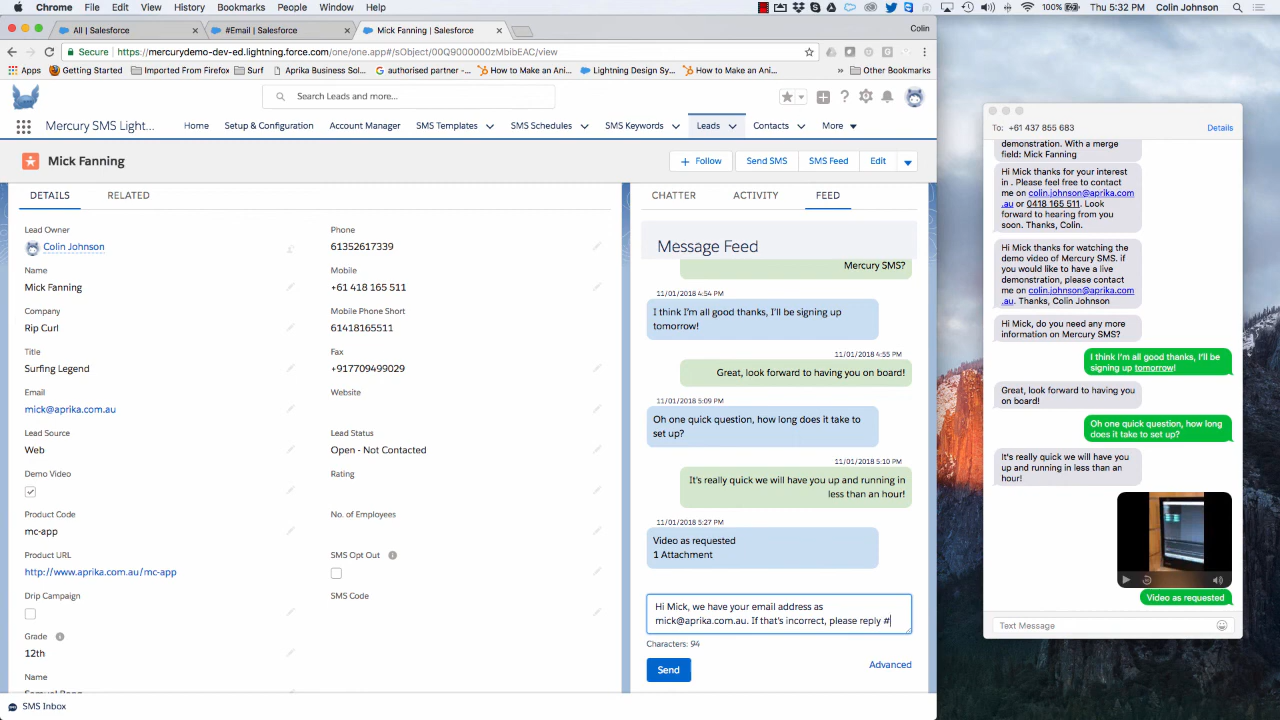 Chrome File Edit View History Bookmarks People Window Help
100% Thu 5:32 PM Colin Johnson
All | Salesforce
#Email | Salesforce
Mick Fanning | Salesforce
Colin
Secure https://mercurydemo-dev-ed.lightning.force.com/one/one.app#/sObject/00Q9000000zMbibEAC/view
Apps Getting Started Imported From Firefox Surf Aprika Business Sol... authorised partner -... How to Make an Ani... Lightning Design Sy... How to Make an Ani... » Other Bookmarks
Search Leads and more...
Mercury SMS Light... Home Setup & Configuration Account Manager SMS Templates SMS Schedules SMS Keywords Leads Contacts More
Mick Fanning
+ Follow Send SMS SMS Feed Edit
DETAILS RELATED
Lead Owner
Colin Johnson
Name
Mick Fanning
Company
Rip Curl
Title
Surfing Legend
Email
mick@aprika.com.au
Lead Source
Web
Demo Video
Product Code
mc-app
Product URL
http://www.aprika.com.au/mc-app
Drip Campaign
Grade
12th
Name
Phone
61352617339
Mobile
+61 418 165 511
Mobile Phone Short
61418165511
Fax
+917709499029
Website
Lead Status
Open - Not Contacted
Rating
No. of Employees
SMS Opt Out
SMS Code
CHATTER ACTIVITY FEED
Message Feed
Mercury SMS?
11/01/2018 4:54 PM
I think I'm all good thanks, I'll be signing up
tomorrow!
11/01/2018 4:55 PM
Great, look forward to having you on board!
11/01/2018 5:09 PM
Oh one quick question, how long does it take to
set up?
11/01/2018 5:10 PM
It's really quick we will have you up and running in
less than an hour!
11/01/2018 5:27 PM
Video as requested
1 Attachment
Hi Mick, we have your email address as
mick@aprika.com.au. If that's incorrect, please reply #
Characters: 94
Send
Advanced
SMS Inbox
To: +61 437 855 683
Details
demonstration. With a merge
field: Mick Fanning
Hi Mick thanks for your interest
in . Please feel free to contact
me on colin.johnson@aprika.com
.au or 0418 165 511. Look
forward to hearing from you
soon. Thanks, Colin.
Hi Mick thanks for watching the
demo video of Mercury SMS. if
you would like to have a live
demonstration, please contact
me on colin.johnson@aprika.com
.au. Thanks, Colin Johnson
Hi Mick, do you need any more
information on Mercury SMS?
I think I'm all good thanks, I'll be
signing up tomorrow!
Great, look forward to having you
on board!
Oh one quick question, how long
does it take to set up?
It's really quick we will have you
up and running in less than an
hour!
Video as requested
Text Message